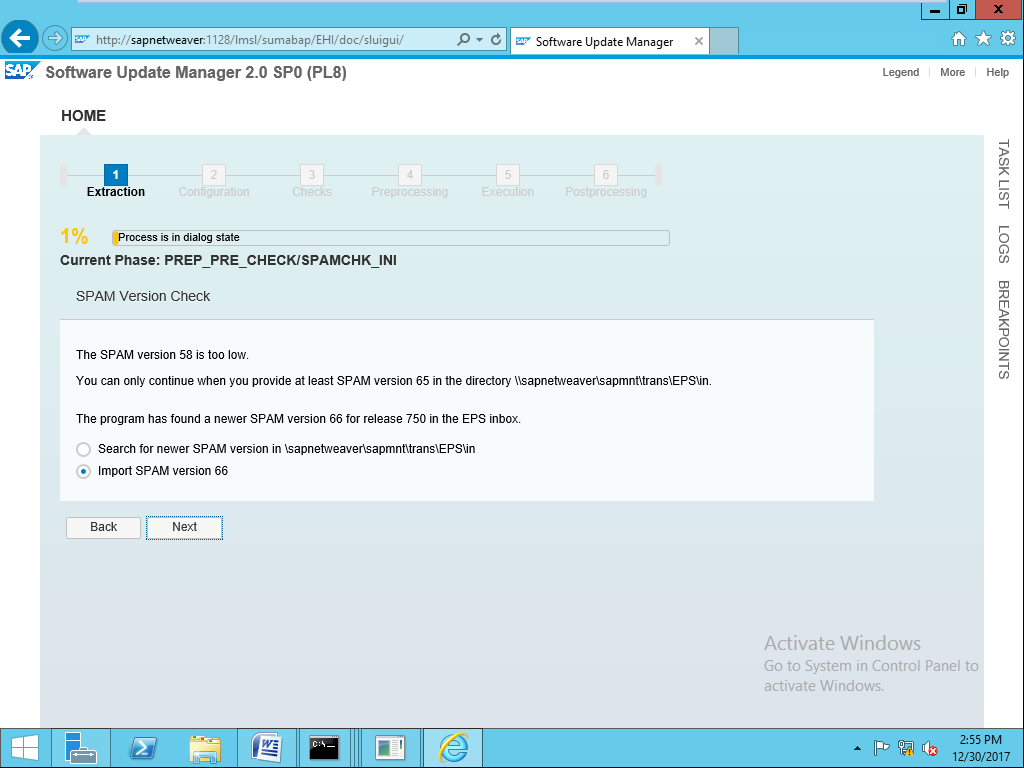 http://sapnetweaver:1128/lmsl/sumabap/EHI/doc/sluigui/
Software Update Manager
SAP Software Update Manager 2.0 SP0 (PL8)
Legend More Help
HOME
1 2 3 4 5 6
Extraction Configuration Checks Preprocessing Execution Postprocessing
1% Process is in dialog state
Current Phase: PREP_PRE_CHECK/SPAMCHK_INI
SPAM Version Check
The SPAM version 58 is too low.
You can only continue when you provide at least SPAM version 65 in the directory \\sapnetweaver\sapmnt\trans\EPS\in.
The program has found a newer SPAM version 66 for release 750 in the EPS inbox.
Search for newer SPAM version in \sapnetweaver\sapmnt\trans\EPS\in
Import SPAM version 66
Back Next
TASK LIST
LOGS
BREAKPOINTS
Activate Windows
Go to System in Control Panel to
activate Windows.
2:55 PM
12/30/2017